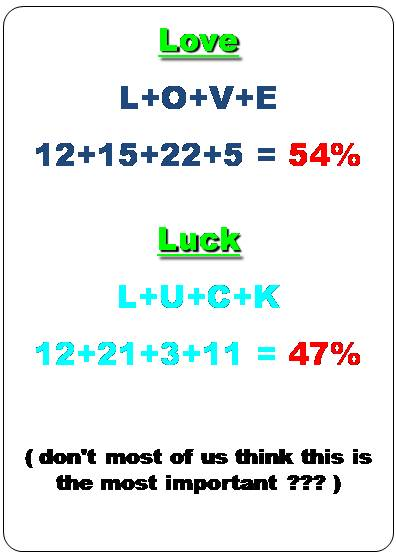 Love
L+O+V+E
12+15+22+5 = 54%
Luck
L+U+C+K
12+21+3+11 = 47%
( don't most of us think this is
the most important ??? )